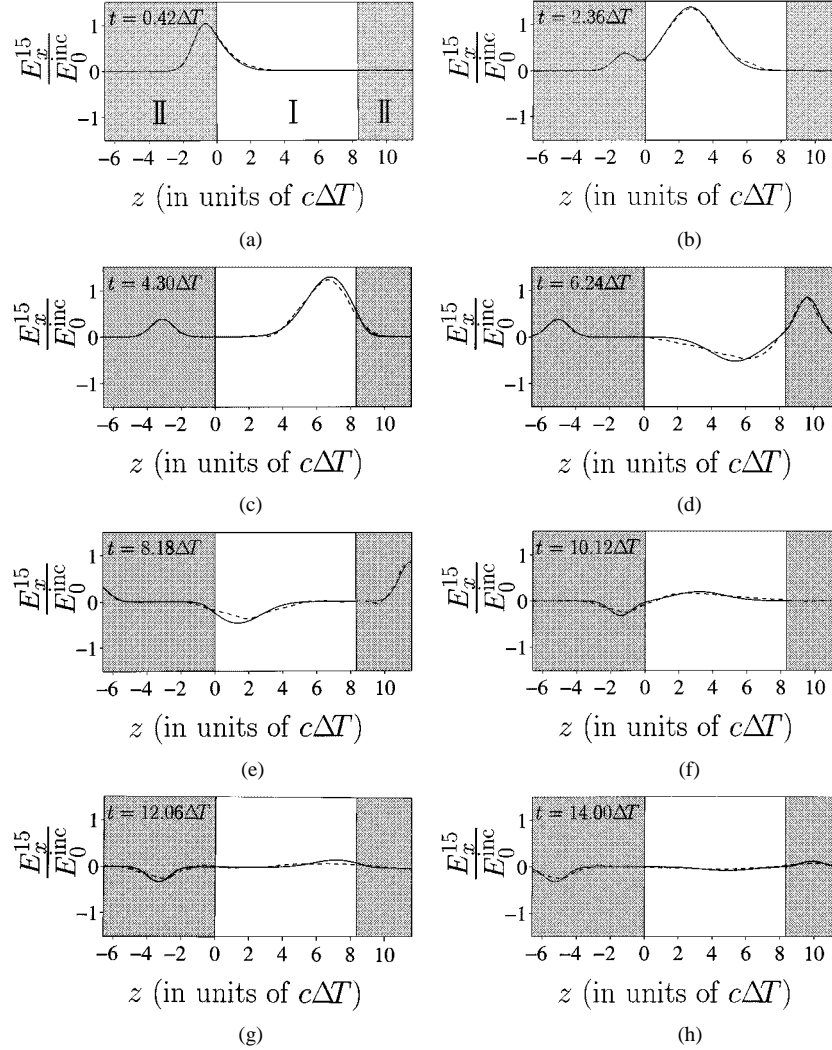 t = 0.42ΔT
t = 2.36ΔT
E_x^15 / E_0^inc
1
0
−1
II
I
II
−6 −4 −2 0 2 4 6 8 10
z (in units of cΔT)
(a)
E_x^15 / E_0^inc
1
0
−1
−6 −4 −2 0 2 4 6 8 10
z (in units of cΔT)
(b)
t = 4.30ΔT
t = 6.24ΔT
E_x^15 / E_0^inc
1
0
−1
−6 −4 −2 0 2 4 6 8 10
z (in units of cΔT)
(c)
E_x^15 / E_0^inc
1
0
−1
−6 −4 −2 0 2 4 6 8 10
z (in units of cΔT)
(d)
t = 8.18ΔT
t = 10.12ΔT
E_x^15 / E_0^inc
1
0
−1
−6 −4 −2 0 2 4 6 8 10
z (in units of cΔT)
(e)
E_x^15 / E_0^inc
1
0
−1
−6 −4 −2 0 2 4 6 8 10
z (in units of cΔT)
(f)
t = 12.06ΔT
t = 14.00ΔT
E_x^15 / E_0^inc
1
0
−1
−6 −4 −2 0 2 4 6 8 10
z (in units of cΔT)
(g)
E_x^15 / E_0^inc
1
0
−1
−6 −4 −2 0 2 4 6 8 10
z (in units of cΔT)
(h)